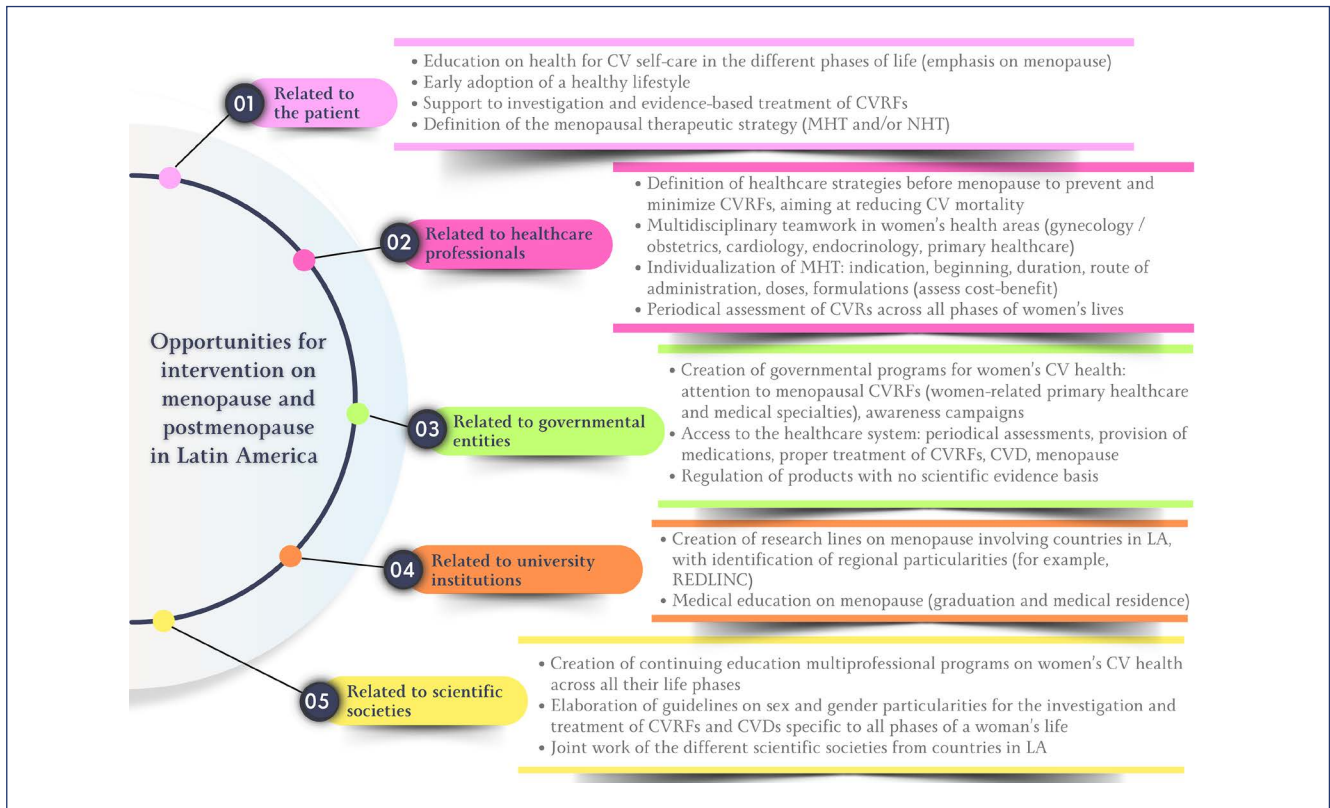 Opportunities for
intervention on
menopause and
postmenopause
in Latin America
01
Related to
the patient
• Education on health for CV self-care in the different phases of life (emphasis on menopause)
• Early adoption of a healthy lifestyle
• Support to investigation and evidence-based treatment of CVRFs
• Definition of the menopausal therapeutic strategy (MHT and/or NHT)
02
Related to healthcare
professionals
• Definition of healthcare strategies before menopause to prevent and
minimize CVRFs, aiming at reducing CV mortality
• Multidisciplinary teamwork in women's health areas (gynecology /
obstetrics, cardiology, endocrinology, primary healthcare)
• Individualization of MHT: indication, beginning, duration, route of
administration, doses, formulations (assess cost-benefit)
• Periodical assessment of CVRs across all phases of women's lives
03
Related to governmental
entities
• Creation of governmental programs for women's CV health:
attention to menopausal CVRFs (women-related primary healthcare
and medical specialties), awareness campaigns
• Access to the healthcare system: periodical assessments, provision of
medications, proper treatment of CVRFs, CVD, menopause
• Regulation of products with no scientific evidence basis
04
Related to university
institutions
• Creation of research lines on menopause involving countries in LA,
with identification of regional particularities (for example,
REDLINC)
• Medical education on menopause (graduation and medical residence)
05
Related to scientific
societies
• Creation of continuing education multiprofessional programs on women's CV health
across all their life phases
• Elaboration of guidelines on sex and gender particularities for the investigation and
treatment of CVRFs and CVDs specific to all phases of a woman's life
• Joint work of the different scientific societies from countries in LA